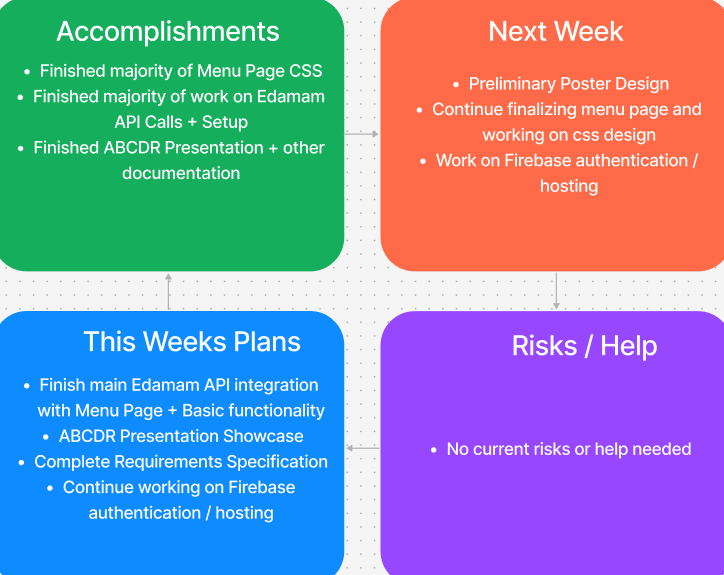 Accomplishments
• Finished majority of Menu Page CSS
• Finished majority of work on Edamam
API Calls + Setup
• Finished ABCDR Presentation + other
documentation
Next Week
• Preliminary Poster Design
• Continue finalizing menu page and
working on css design
• Work on Firebase authentication /
hosting
This Weeks Plans
• Finish main Edamam API integration
with Menu Page + Basic functionality
• ABCDR Presentation Showcase
• Complete Requirements Specification
• Continue working on Firebase
authentication / hosting
Risks / Help
• No current risks or help needed